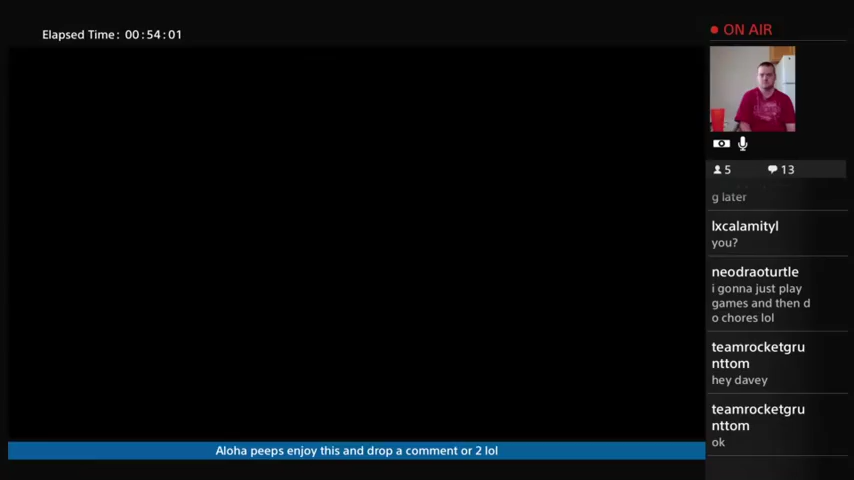 Elapsed Time: 00:54:01
ON AIR
5
13
g later
lxcalamityl
you?
neodraoturtle
i gonna just play
games and then d
o chores lol
teamrocketgru
nttom
hey davey
teamrocketgru
nttom
ok
Aloha peeps enjoy this and drop a comment or 2 lol